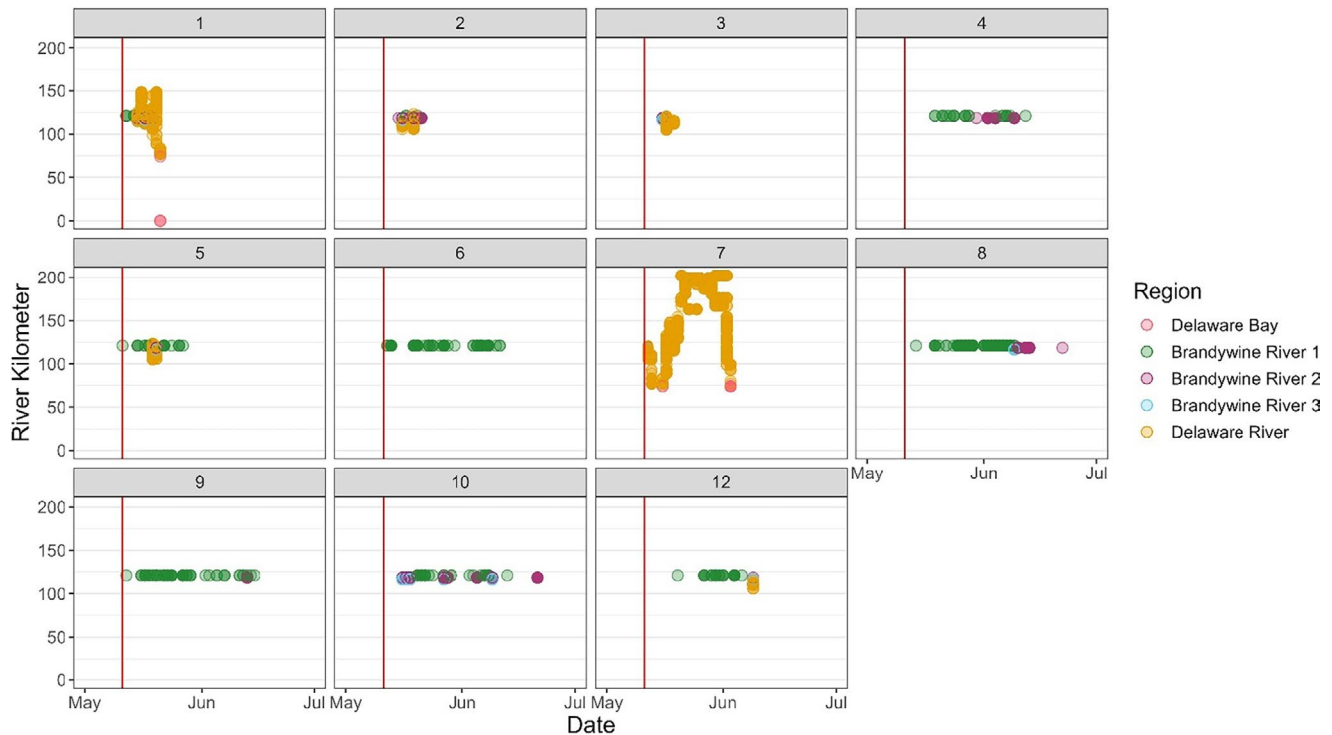 1 2 3 4
200
150
100
50
0
5 6 7 8
200
150
100
50
0
May Jun Jul
9 10 12
200
150
100
50
0
May Jun Jul May Jun Jul May Jun Jul
River Kilometer
Date
Region
Delaware Bay
Brandywine River 1
Brandywine River 2
Brandywine River 3
Delaware River